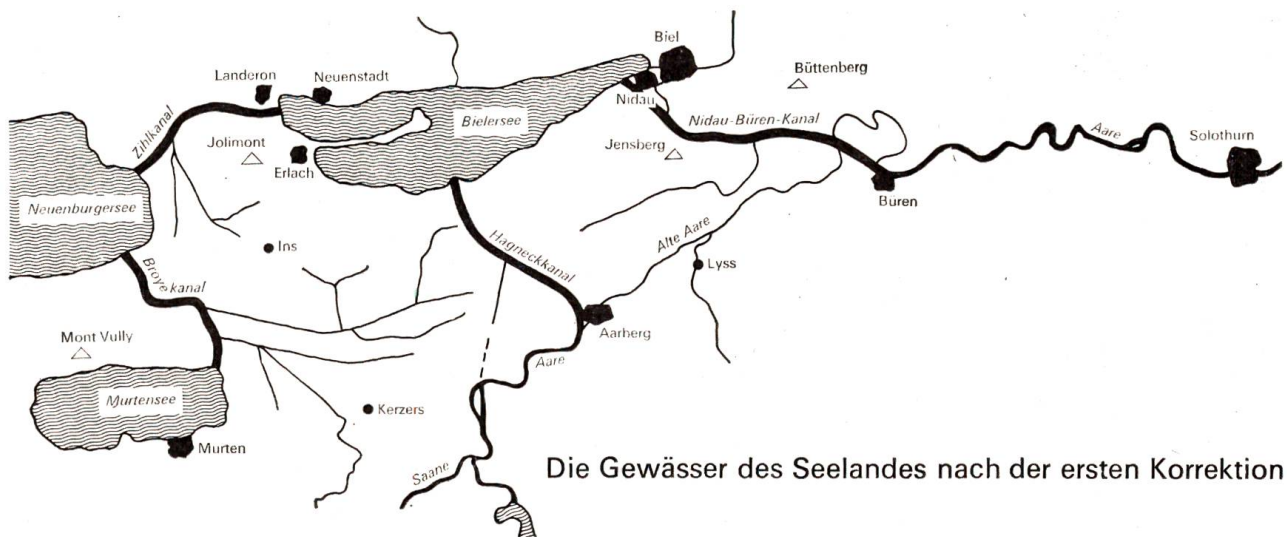 Biel
Büttenberg
Landeron
Neuenstadt
Nidau
Zihlkanal
Bielersee
Nidau-Büren-Kanal
Aare
Solothurn
Jolimont
Jensberg
Erlach
Büren
Neuenburgersee
Ins
Hagneckkanal
Alte Aare
Lyss
Broyekanal
Aarberg
Mont Vully
Aare
Murtensee
Kerzers
Murten
Saane
Die Gewässer des Seelandes nach der ersten Korrektion